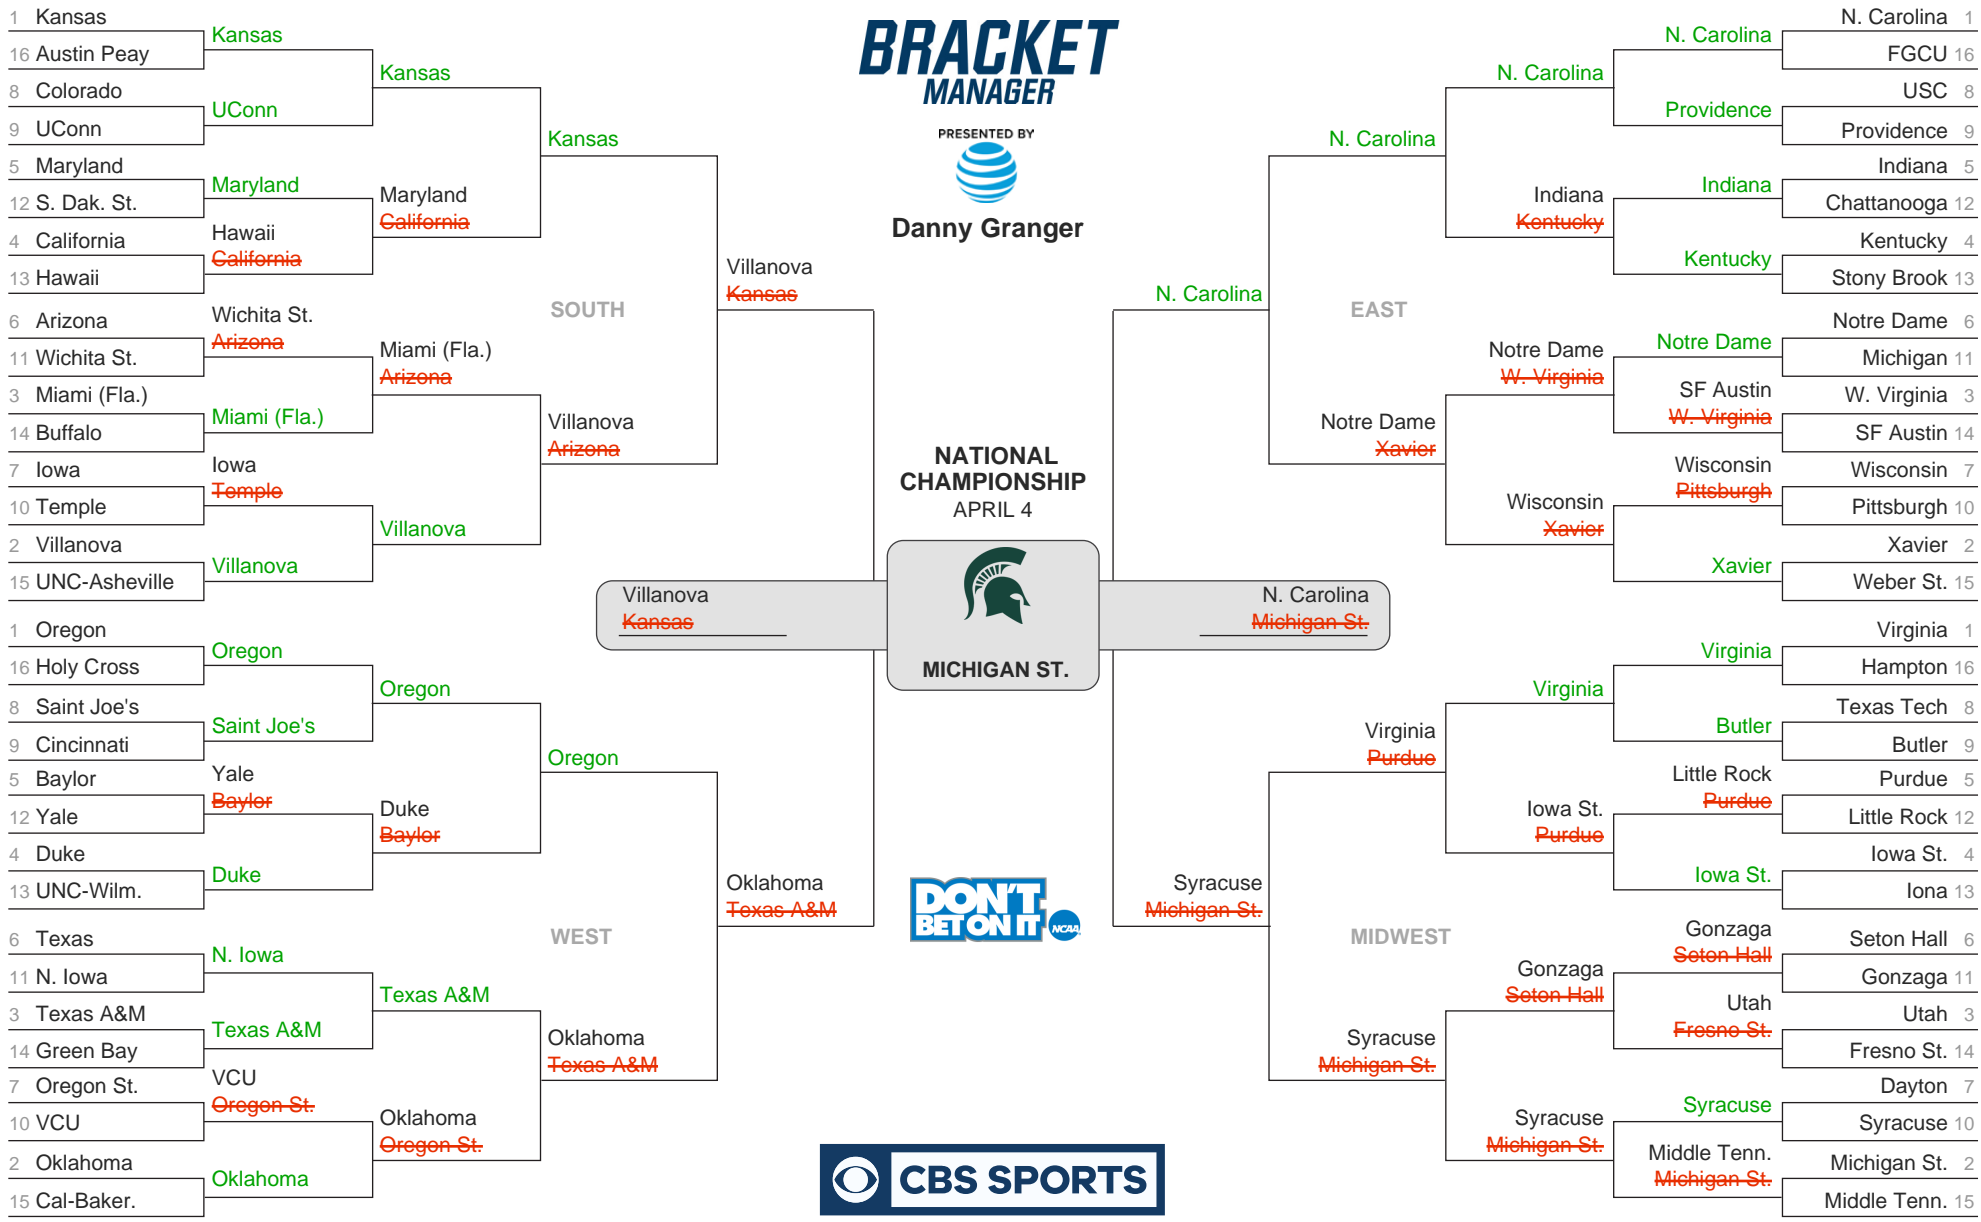 BRACKET
MANAGER
PRESENTED BY
AT&T
Danny Granger
1 Kansas
16 Austin Peay
8 Colorado
9 UConn
5 Maryland
12 S. Dak. St.
4 California
13 Hawaii
6 Arizona
11 Wichita St.
3 Miami (Fla.)
14 Buffalo
7 Iowa
10 Temple
2 Villanova
15 UNC-Asheville
Kansas
UConn
Maryland
Hawaii
California
Wichita St.
Arizona
Miami (Fla.)
Iowa
Temple
Villanova
Kansas
Maryland
California
Miami (Fla.)
Arizona
Villanova
Kansas
Villanova
Arizona
SOUTH
Villanova
Kansas
1 Oregon
16 Holy Cross
8 Saint Joe's
9 Cincinnati
5 Baylor
12 Yale
4 Duke
13 UNC-Wilm.
6 Texas
11 N. Iowa
3 Texas A&M
14 Green Bay
7 Oregon St.
10 VCU
2 Oklahoma
15 Cal-Baker.
Oregon
Saint Joe's
Yale
Baylor
Duke
N. Iowa
Texas A&M
VCU
Oregon St.
Oklahoma
Oregon
Duke
Baylor
Texas A&M
Oklahoma
Oregon St.
Oregon
Oklahoma
Texas A&M
WEST
Oklahoma
Texas A&M
NATIONAL
CHAMPIONSHIP
APRIL 4
Villanova
Kansas
MICHIGAN ST.
N. Carolina
Michigan St.
DON'T
BET ON IT
NCAA
CBS SPORTS
N. Carolina 1
FGCU 16
USC 8
Providence 9
Indiana 5
Chattanooga 12
Kentucky 4
Stony Brook 13
Notre Dame 6
Michigan 11
W. Virginia 3
SF Austin 14
Wisconsin 7
Pittsburgh 10
Xavier 2
Weber St. 15
N. Carolina
Providence
Indiana
Kentucky
Notre Dame
SF Austin
W. Virginia
Wisconsin
Pittsburgh
Xavier
N. Carolina
Indiana
Kentucky
Notre Dame
W. Virginia
Wisconsin
Xavier
N. Carolina
Notre Dame
Xavier
EAST
N. Carolina
Virginia 1
Hampton 16
Texas Tech 8
Butler 9
Purdue 5
Little Rock 12
Iowa St. 4
Iona 13
Seton Hall 6
Gonzaga 11
Utah 3
Fresno St. 14
Dayton 7
Syracuse 10
Michigan St. 2
Middle Tenn. 15
Virginia
Butler
Little Rock
Purdue
Iowa St.
Gonzaga
Seton Hall
Utah
Fresno St.
Syracuse
Middle Tenn.
Michigan St.
Virginia
Iowa St.
Purdue
Gonzaga
Seton Hall
Syracuse
Michigan St.
Virginia
Purdue
Syracuse
Michigan St.
MIDWEST
Syracuse
Michigan St.